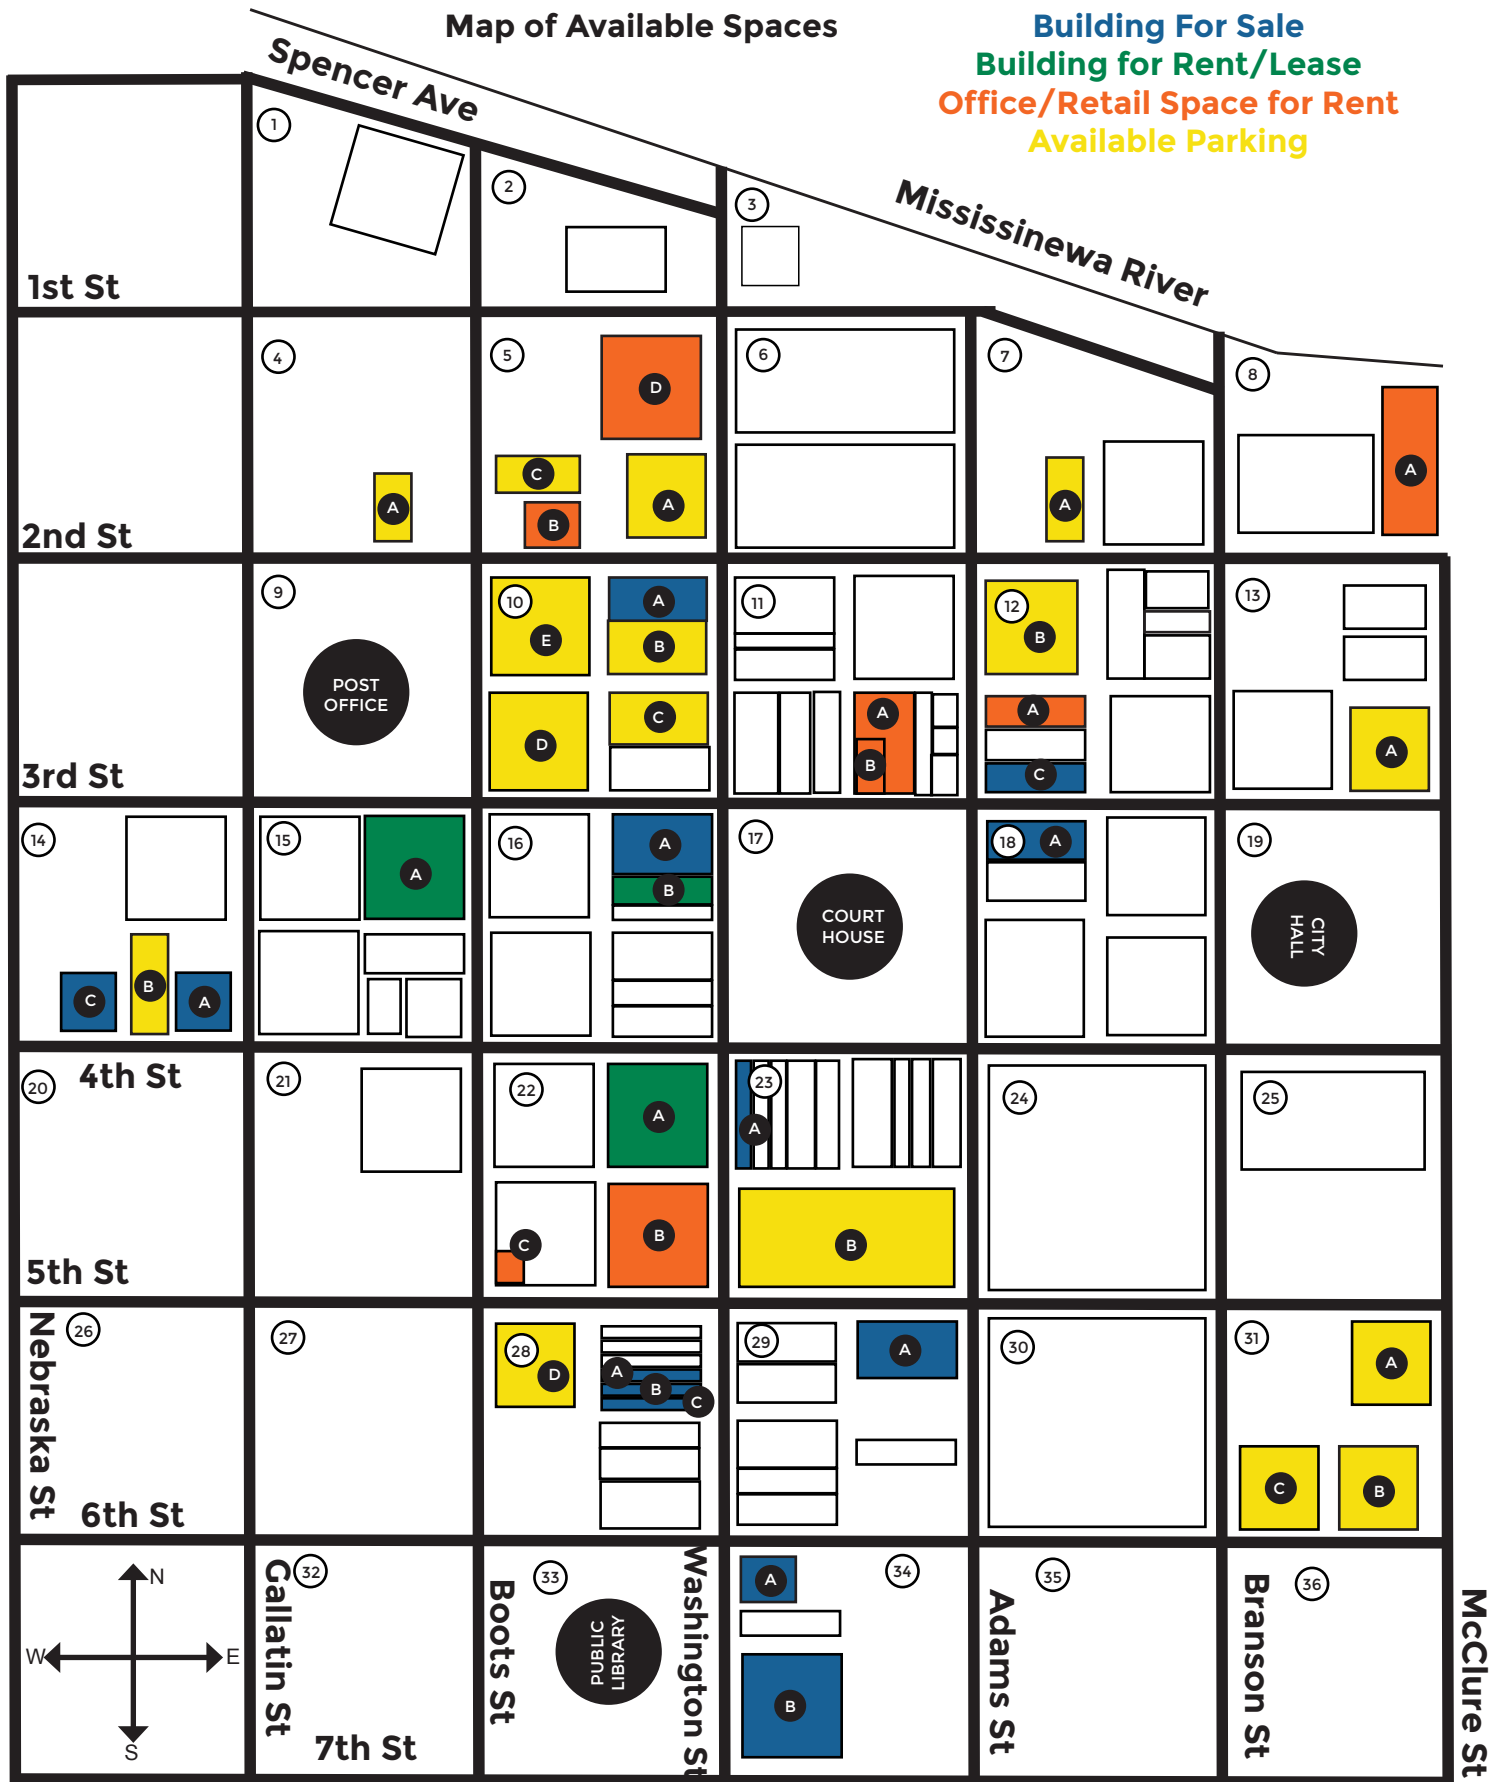 Map of Available Spaces
Building For Sale
Building for Rent/Lease
Office/Retail Space for Rent
Available Parking
Spencer Ave
Mississinewa River
1
2
3
1st St
4
A
5
D
C
A
B
6
7
A
8
A
2nd St
9
POST
OFFICE
10
A
E
B
C
D
11
A
B
12
B
A
C
13
A
3rd St
14
C
B
A
15
A
16
A
B
17
COURT
HOUSE
18
A
19
CITY
HALL
4th St
20
21
22
A
C
B
23
A
B
24
25
5th St
Nebraska St
26
27
28
D
A
B
C
29
A
30
31
A
C
B
6th St
N
W
E
S
Gallatin St
32
7th St
Boots St
33
PUBLIC
LIBRARY
Washington St
34
A
B
Adams St
35
Branson St
36
McClure St